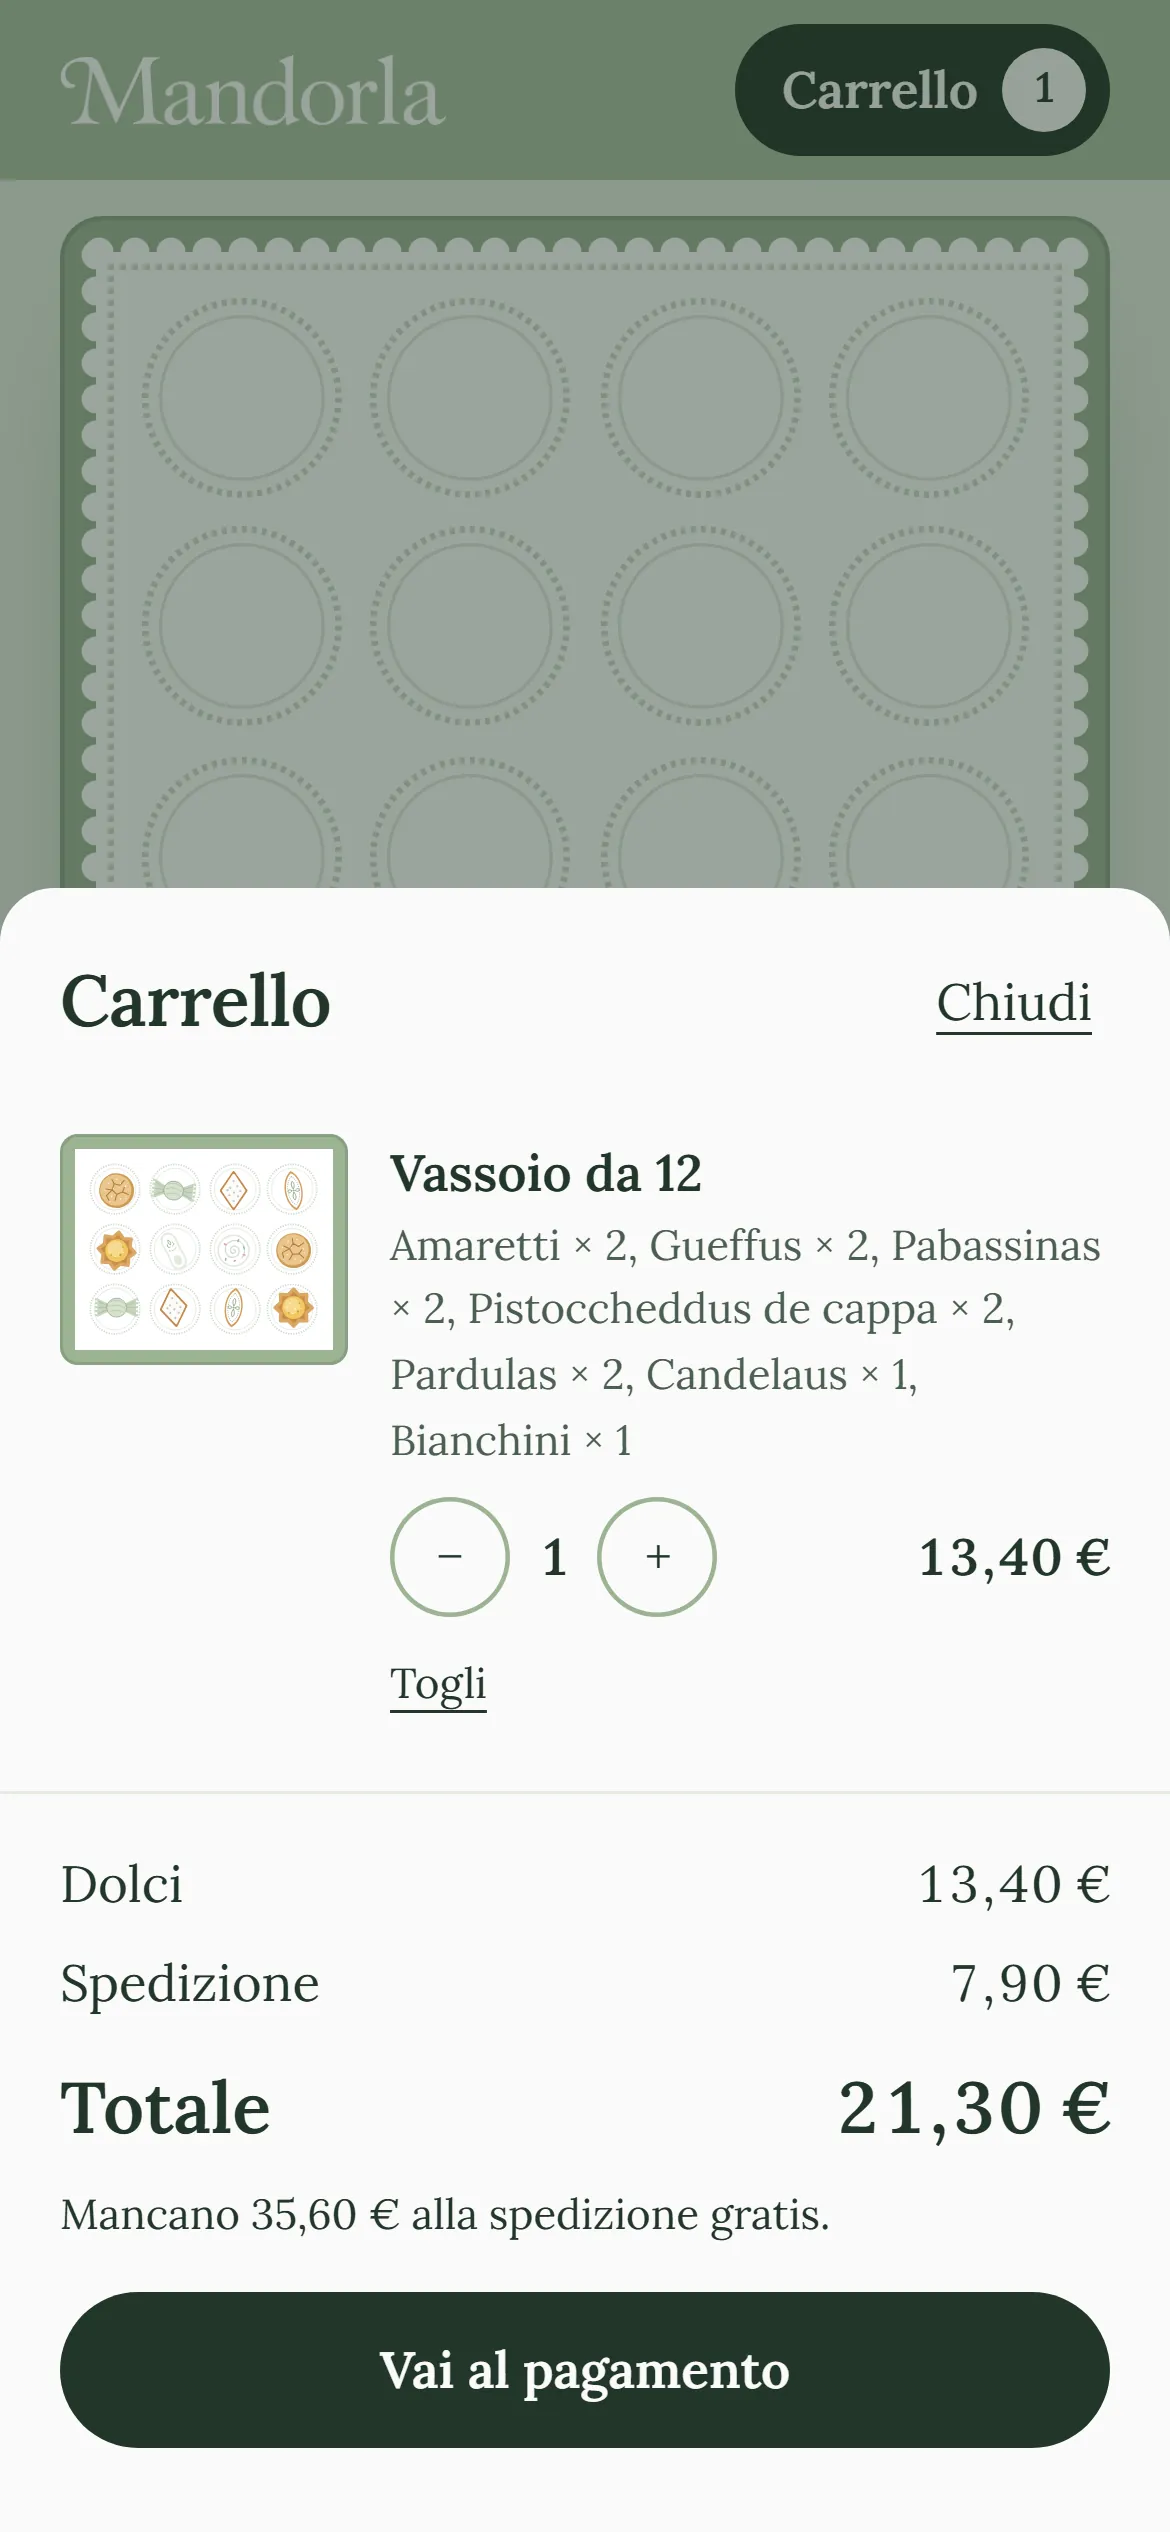 Mandorla
Carrello 1
Carrello
Chiudi
Vassoio da 12
Amaretti × 2, Gueffus × 2, Pabassinas
× 2, Pistoccheddus de cappa × 2,
Pardulas × 2, Candelaus × 1,
Bianchini × 1
− 1 + 13,40 €
Togli
Dolci 13,40 €
Spedizione 7,90 €
Totale 21,30 €
Mancano 35,60 € alla spedizione gratis.
Vai al pagamento